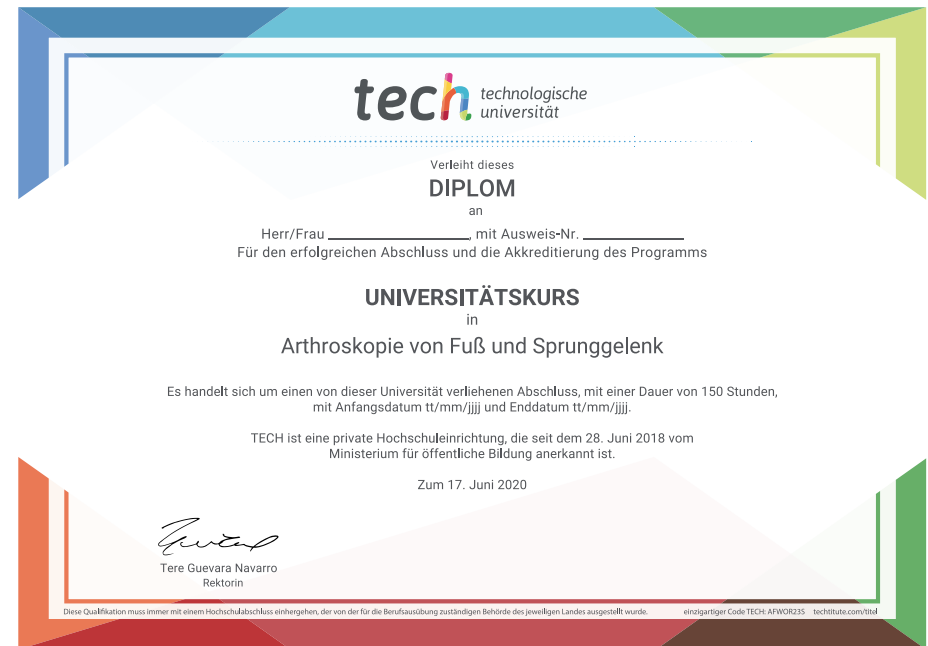 tech technologische
universität
Verleiht dieses
DIPLOM
an
Herr/Frau ____________________, mit Ausweis-Nr. ______________
Für den erfolgreichen Abschluss und die Akkreditierung des Programms
UNIVERSITÄTSKURS
in
Arthroskopie von Fuß und Sprunggelenk
Es handelt sich um einen von dieser Universität verliehenen Abschluss, mit einer Dauer von 150 Stunden,
mit Anfangsdatum tt/mm/jjjj und Enddatum tt/mm/jjjj.
TECH ist eine private Hochschuleinrichtung, die seit dem 28. Juni 2018 vom
Ministerium für öffentliche Bildung anerkannt ist.
Zum 17. Juni 2020
Tere Guevara Navarro
Rektorin
Diese Qualifikation muss immer mit einem Hochschulabschluss einhergehen, der von der für die Berufsausübung zuständigen Behörde des jeweiligen Landes ausgestellt wurde. einzigartiger Code TECH: AFWOR23S techtitute.com/titel